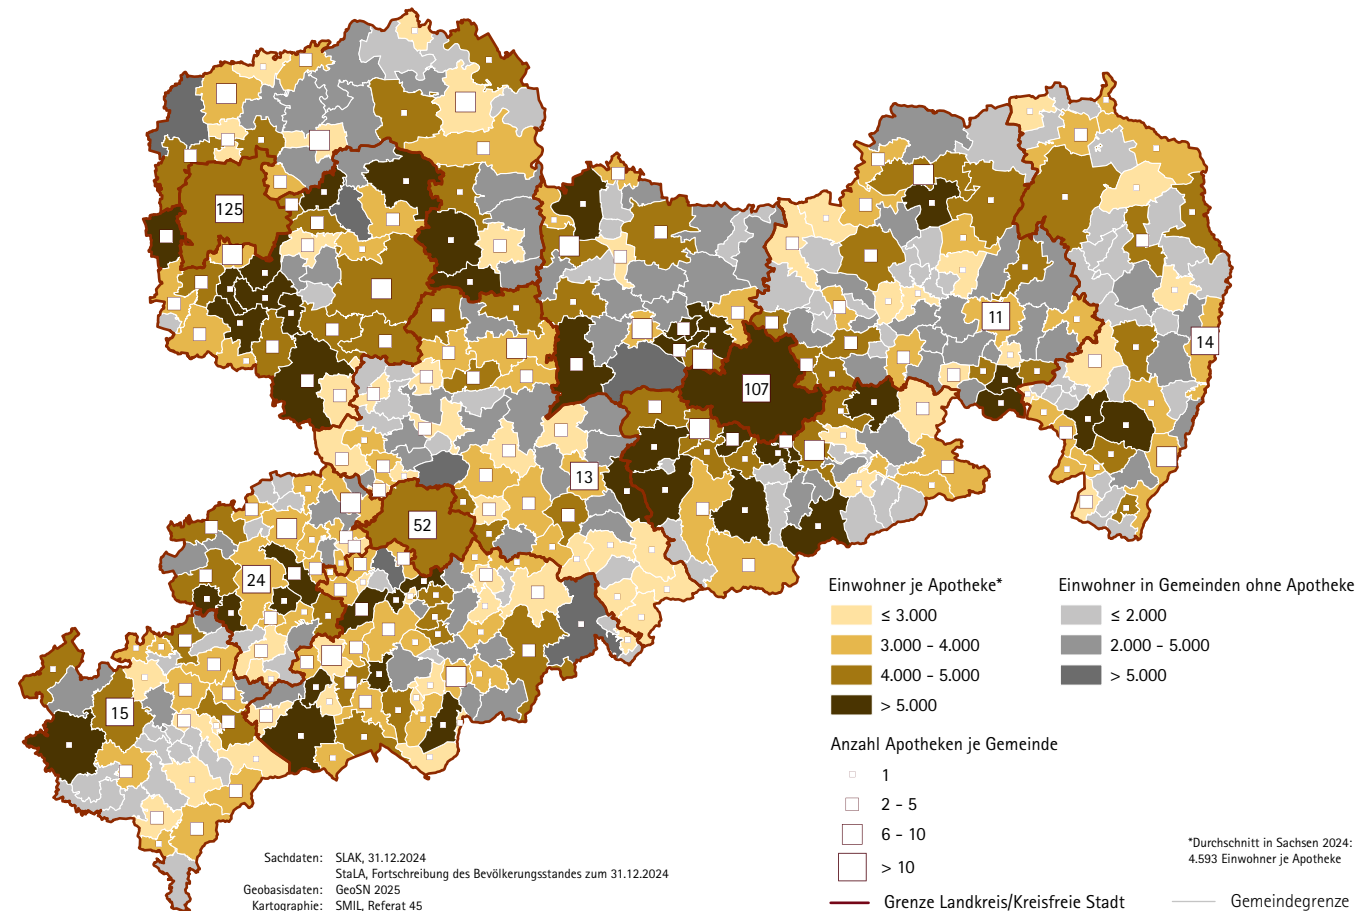 125
11
14
107
13
52
24
15
Einwohner je Apotheke*
≤ 3.000
3.000 - 4.000
4.000 - 5.000
> 5.000
Einwohner in Gemeinden ohne Apotheke
≤ 2.000
2.000 - 5.000
> 5.000
Anzahl Apotheken je Gemeinde
1
2 - 5
6 - 10
> 10
*Durchschnitt in Sachsen 2024:
4.593 Einwohner je Apotheke
Sachdaten: SLAK, 31.12.2024
StaLA, Fortschreibung des Bevölkerungsstandes zum 31.12.2024
Geobasisdaten: GeoSN 2025
Kartographie: SMIL, Referat 45
Grenze Landkreis/Kreisfreie Stadt
Gemeindegrenze